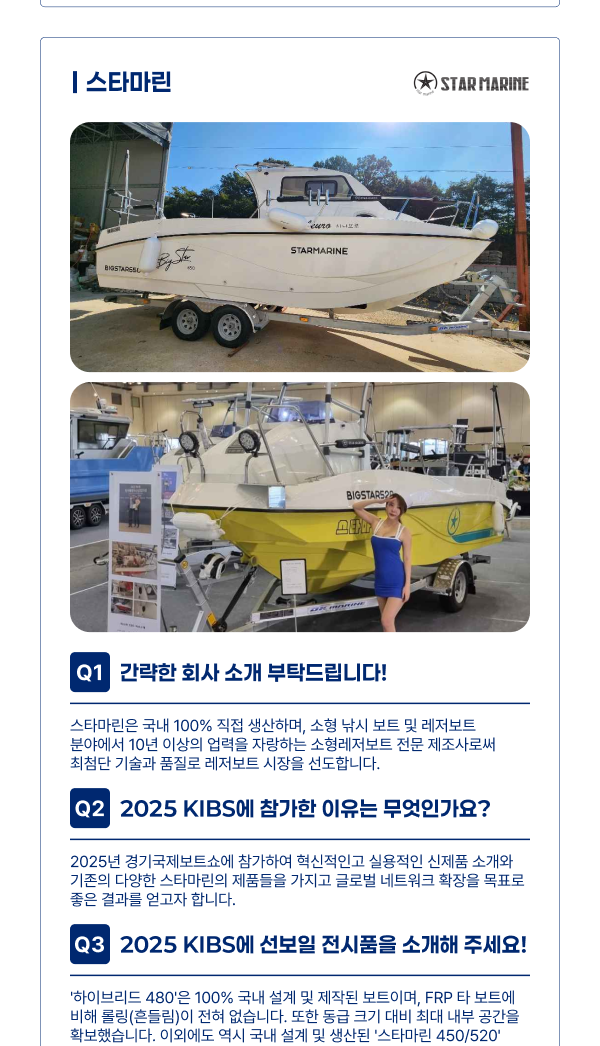 스타마린
STAR MARINE
STARMARINE
Big Star
BIGSTAR520
Q1 간략한 회사 소개 부탁드립니다!
스타마린은 국내 100% 직접 생산하며, 소형 낚시 보트 및 레저보트
분야에서 10년 이상의 업력을 자랑하는 소형레저보트 전문 제조사로써
최첨단 기술과 품질로 레저보트 시장을 선도합니다.
Q2 2025 KIBS에 참가한 이유는 무엇인가요?
2025년 경기국제보트쇼에 참가하여 혁신적인고 실용적인 신제품 소개와
기존의 다양한 스타마린의 제품들을 가지고 글로벌 네트워크 확장을 목표로
좋은 결과를 얻고자 합니다.
Q3 2025 KIBS에 선보일 전시품을 소개해 주세요!
'하이브리드 480'은 100% 국내 설계 및 제작된 보트이며, FRP 타 보트에
비해 롤링(흔들림)이 전혀 없습니다. 또한 동급 크기 대비 최대 내부 공간을
확보했습니다. 이외에도 역시 국내 설계 및 생산된 '스타마린 450/520'